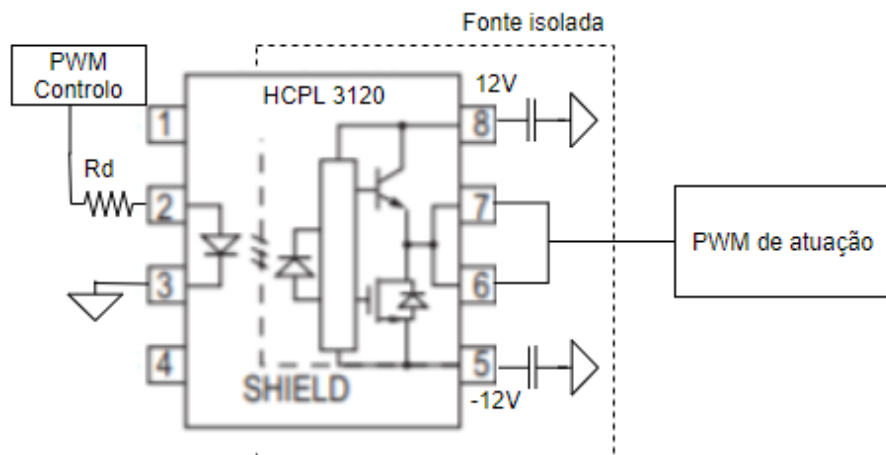 Fonte isolada
PWM
Controlo
HCPL 3120
12V
1
8
Rd
2
7
PWM de atuação
3
6
4
5
SHIELD
-12V